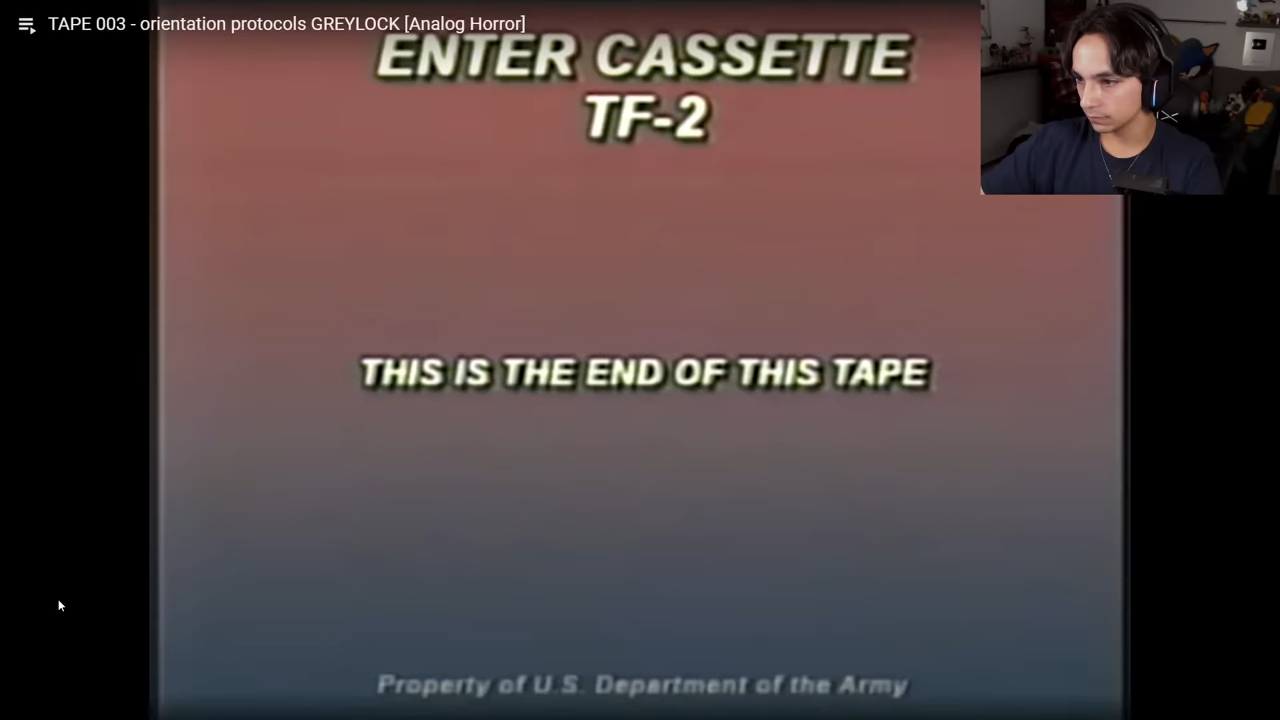 TAPE 003 - orientation protocols GREYLOCK [Analog Horror]
ENTER CASSETTE
TF-2
THIS IS THE END OF THIS TAPE
Property of U.S. Department of the Army